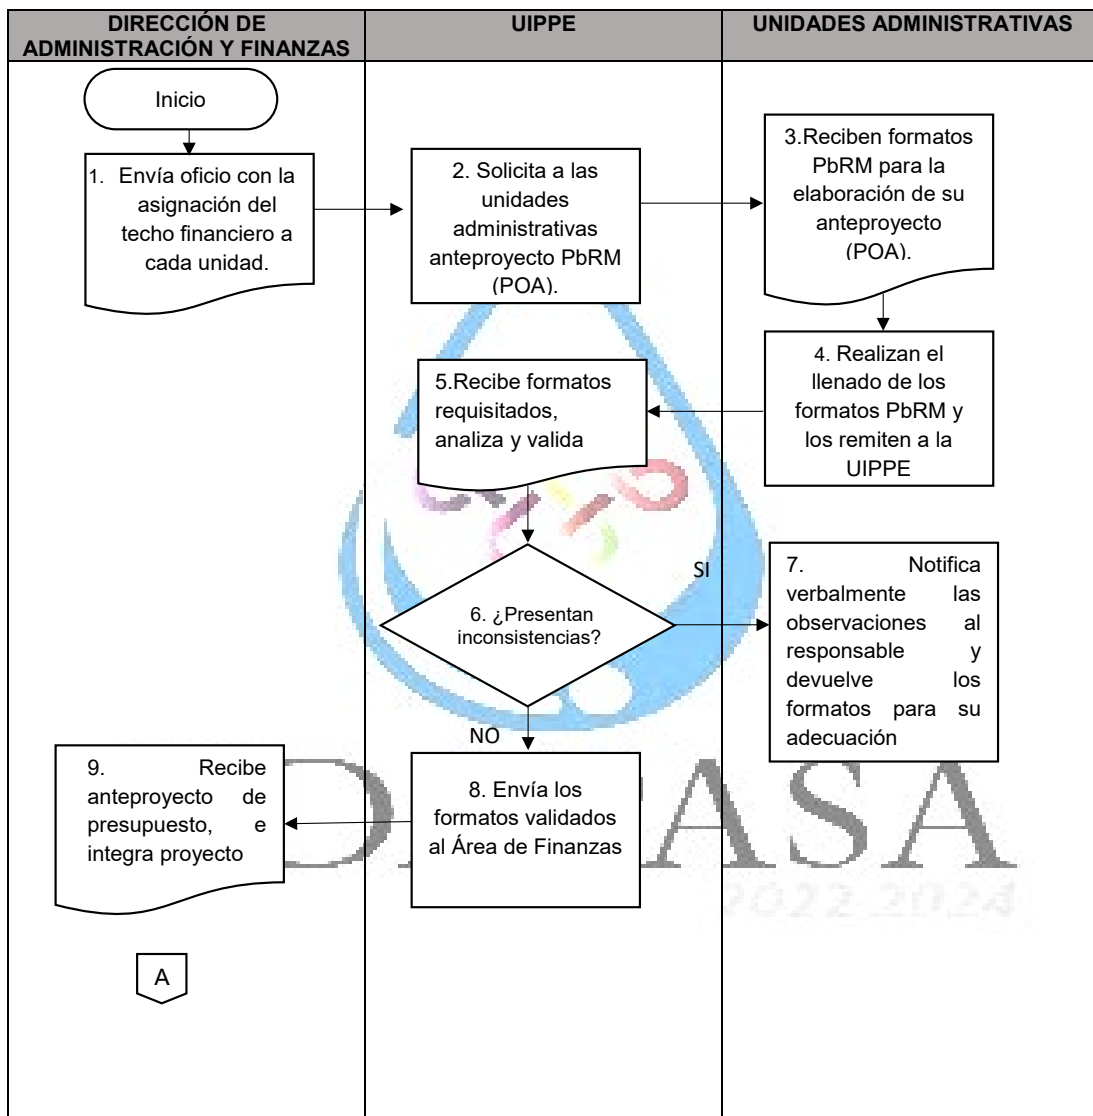 DIRECCIÓN DE
ADMINISTRACIÓN Y FINANZAS
UIPPE
UNIDADES ADMINISTRATIVAS
Inicio
1. Envía oficio con la
asignación del
techo financiero a
cada unidad.
2. Solicita a las
unidades
administrativas
anteproyecto PbRM
(POA).
3.Reciben formatos
PbRM para la
elaboración de su
anteproyecto
(POA).
4. Realizan el
llenado de los
formatos PbRM y
los remiten a la
UIPPE
5.Recibe formatos
requisitados,
analiza y valida
6. ¿Presentan
inconsistencias?
SI
7. Notifica
verbalmente las
observaciones al
responsable y
devuelve los
formatos para su
adecuación
NO
8. Envía los
formatos validados
al Área de Finanzas
9. Recibe
anteproyecto de
presupuesto, e
integra proyecto
A
2022-2024